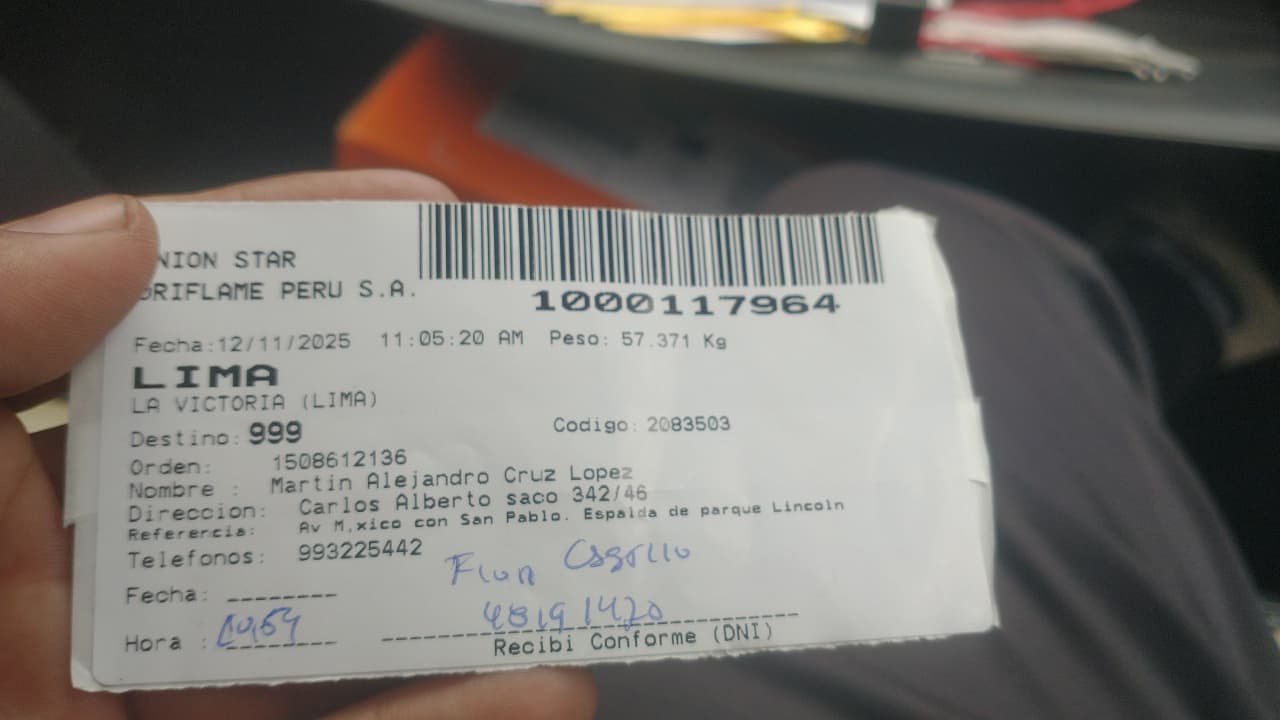 NION STAR
ORIFLAME PERU S.A.
1000117964
Fecha:12/11/2025 11:05:20 AM Peso: 57.371 Kg
LIMA
LA VICTORIA (LIMA)
Destino: 999 Codigo: 2083503
Orden: 1508612136
Nombre : Martin Alejandro Cruz Lopez
Direccion: Carlos Alberto saco 342/46
Referencia: Av M.xico con San Pablo. Espalda de parque Lincoln
Telefonos: 993225442
Fecha: --------
48191420
Hora :
Recibi Conforme (DNI)